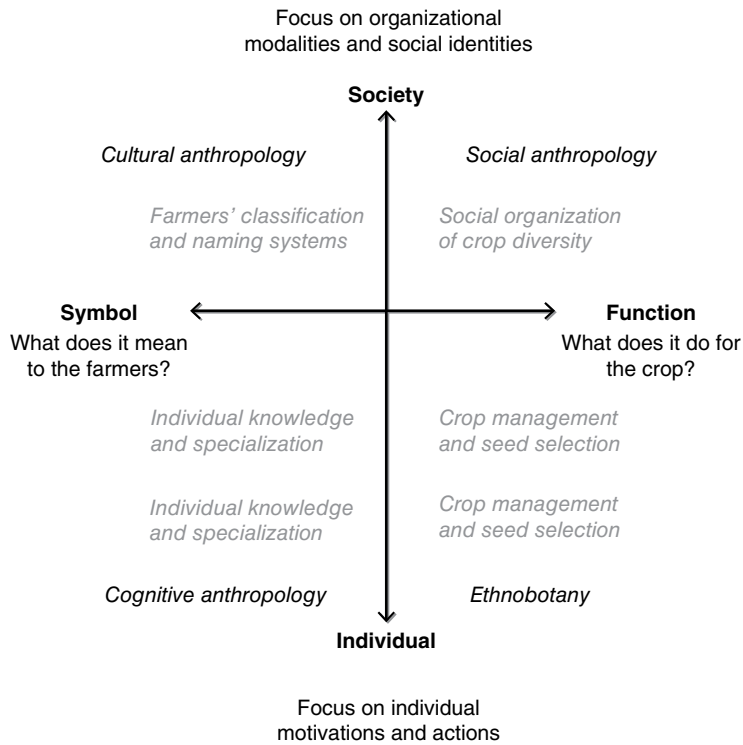 Focus on organizational
modalities and social identities
Society
Cultural anthropology
Social anthropology
Farmers’ classification
and naming systems
Social organization
of crop diversity
Symbol
What does it mean
to the farmers?
Function
What does it do for
the crop?
Individual knowledge
and specialization
Crop management
and seed selection
Individual knowledge
and specialization
Crop management
and seed selection
Cognitive anthropology
Ethnobotany
Individual
Focus on individual
motivations and actions